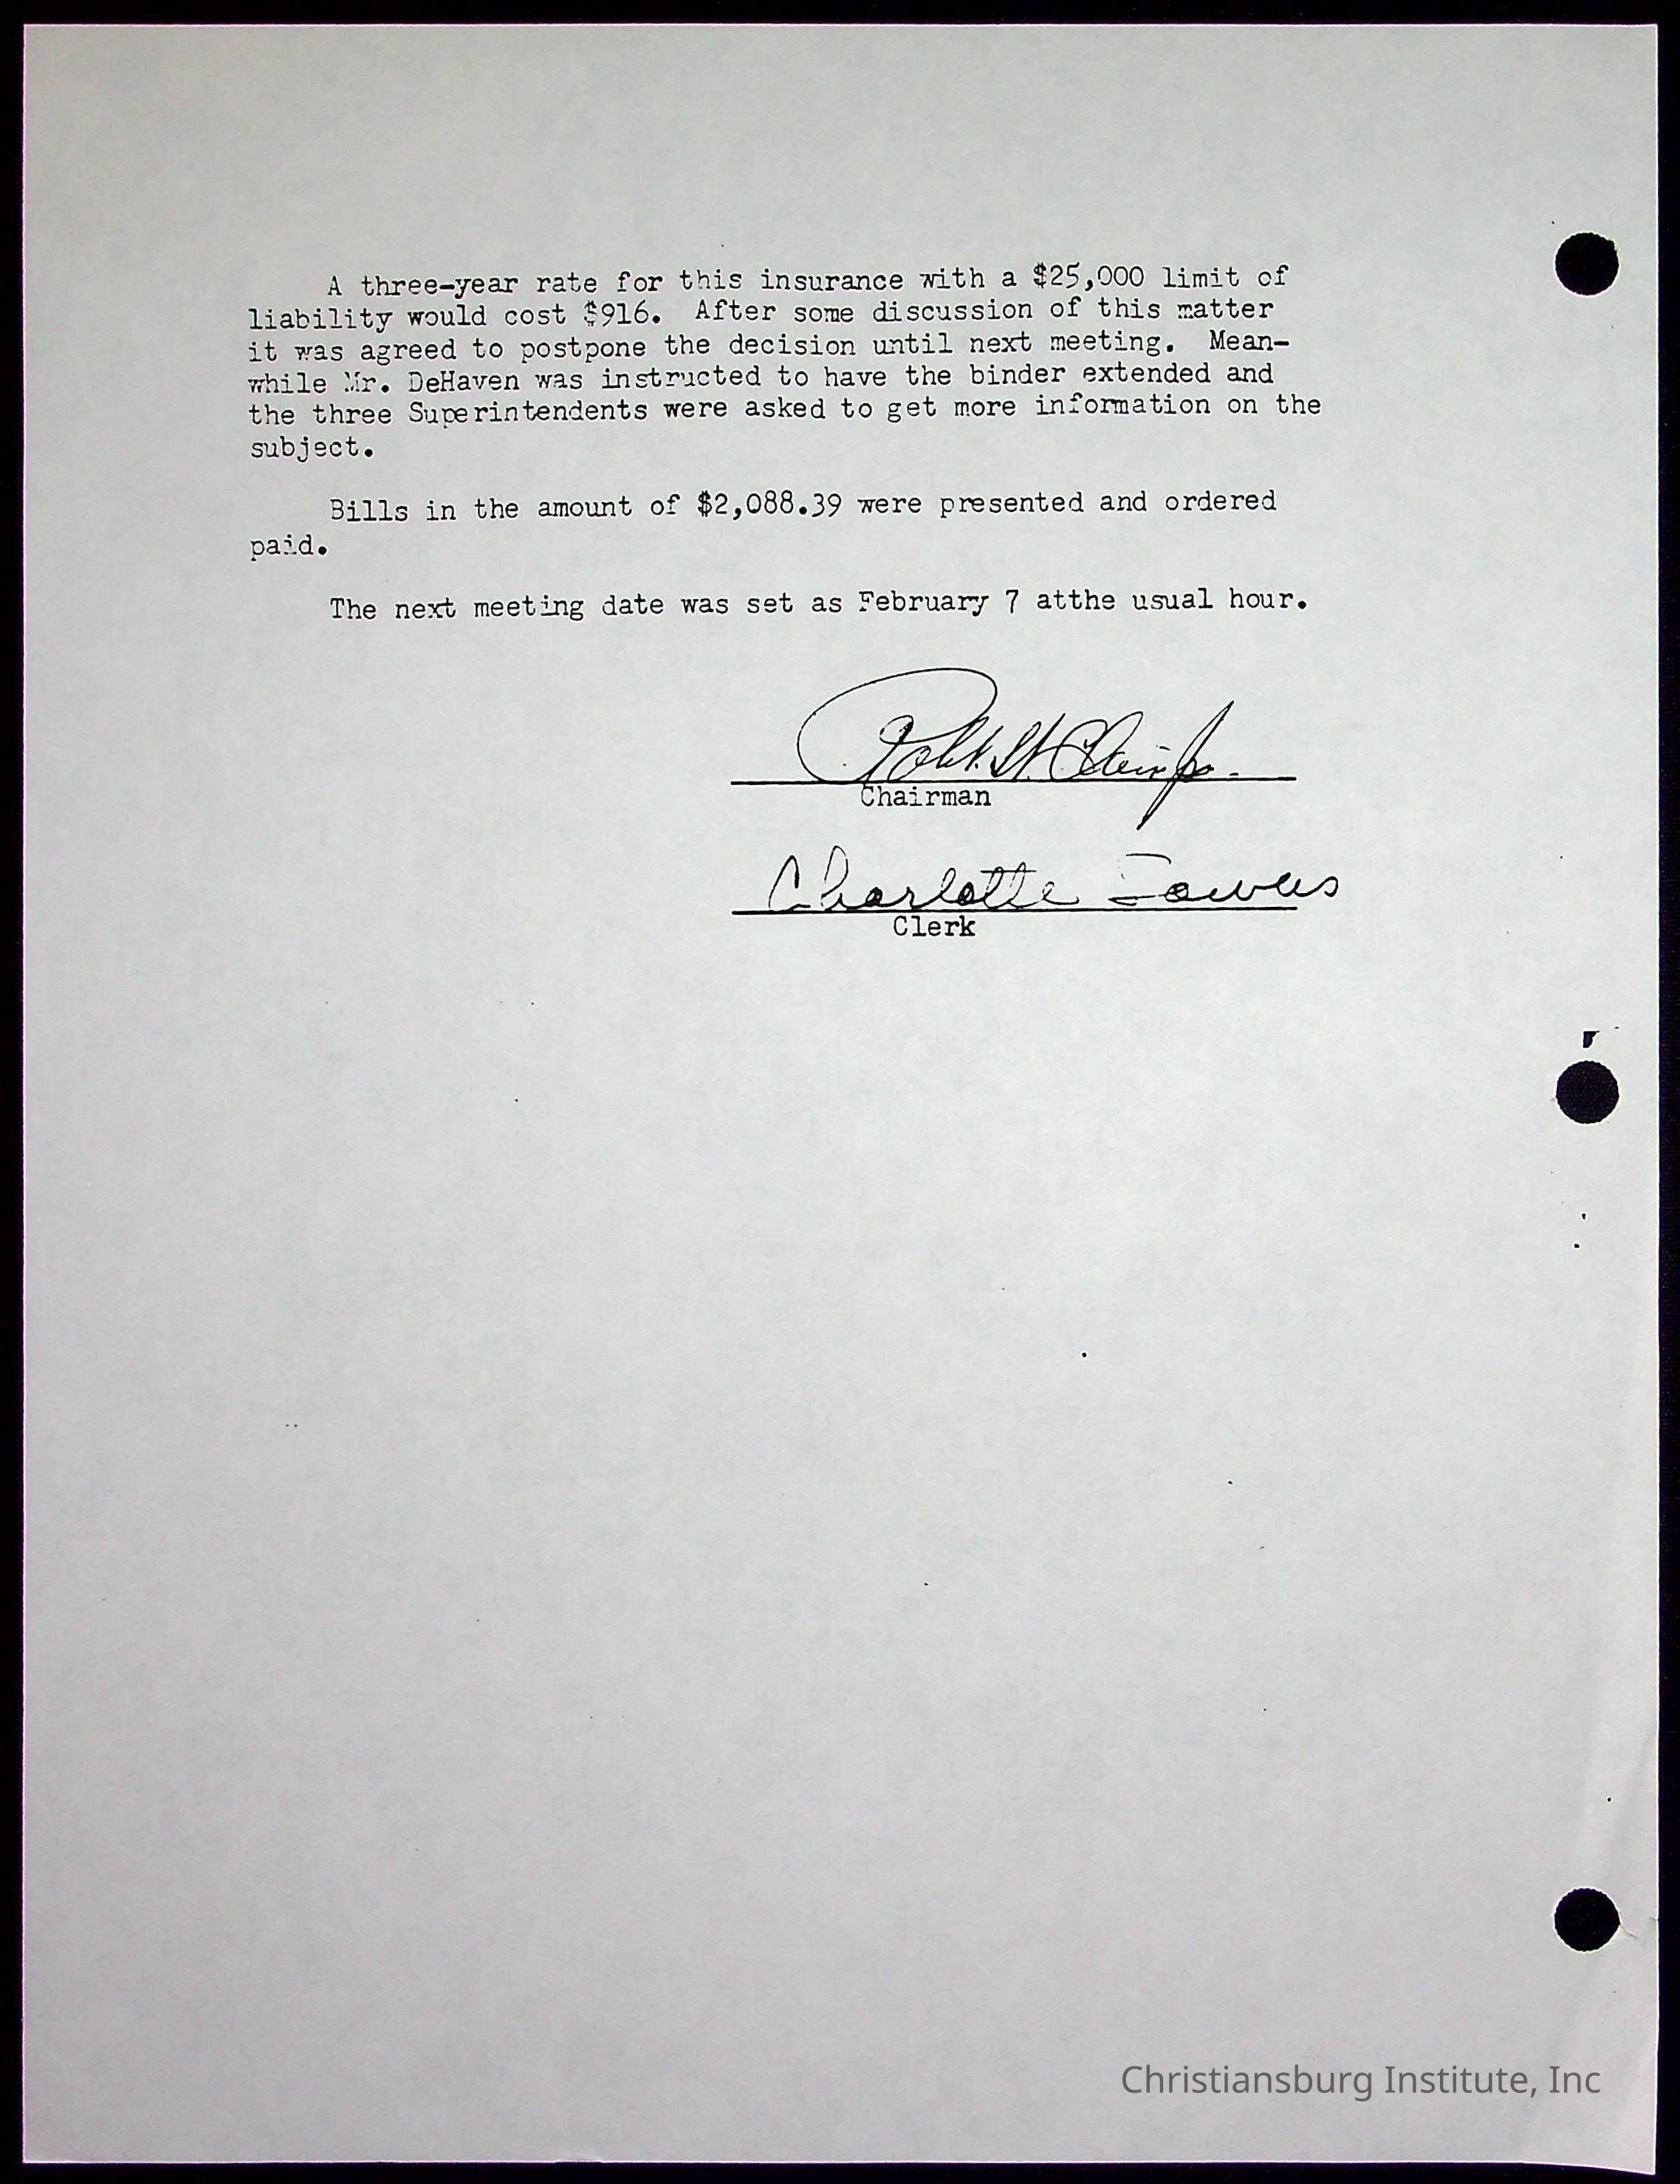 A three-year rate for this insurance with a $25,000 limit of
liability would cost $916.  After some discussion of this matter
it was agreed to postpone the decision until next meeting.  Mean-
while Mr. DeHaven was instructed to have the binder extended and
the three Superintendents were asked to get more information on the
subject.
Bills in the amount of $2,088.39 were presented and ordered
paid.
The next meeting date was set as February 7 atthe usual hour.
Chairman
Charlotte
Clerk
Christiansburg Institute, Inc